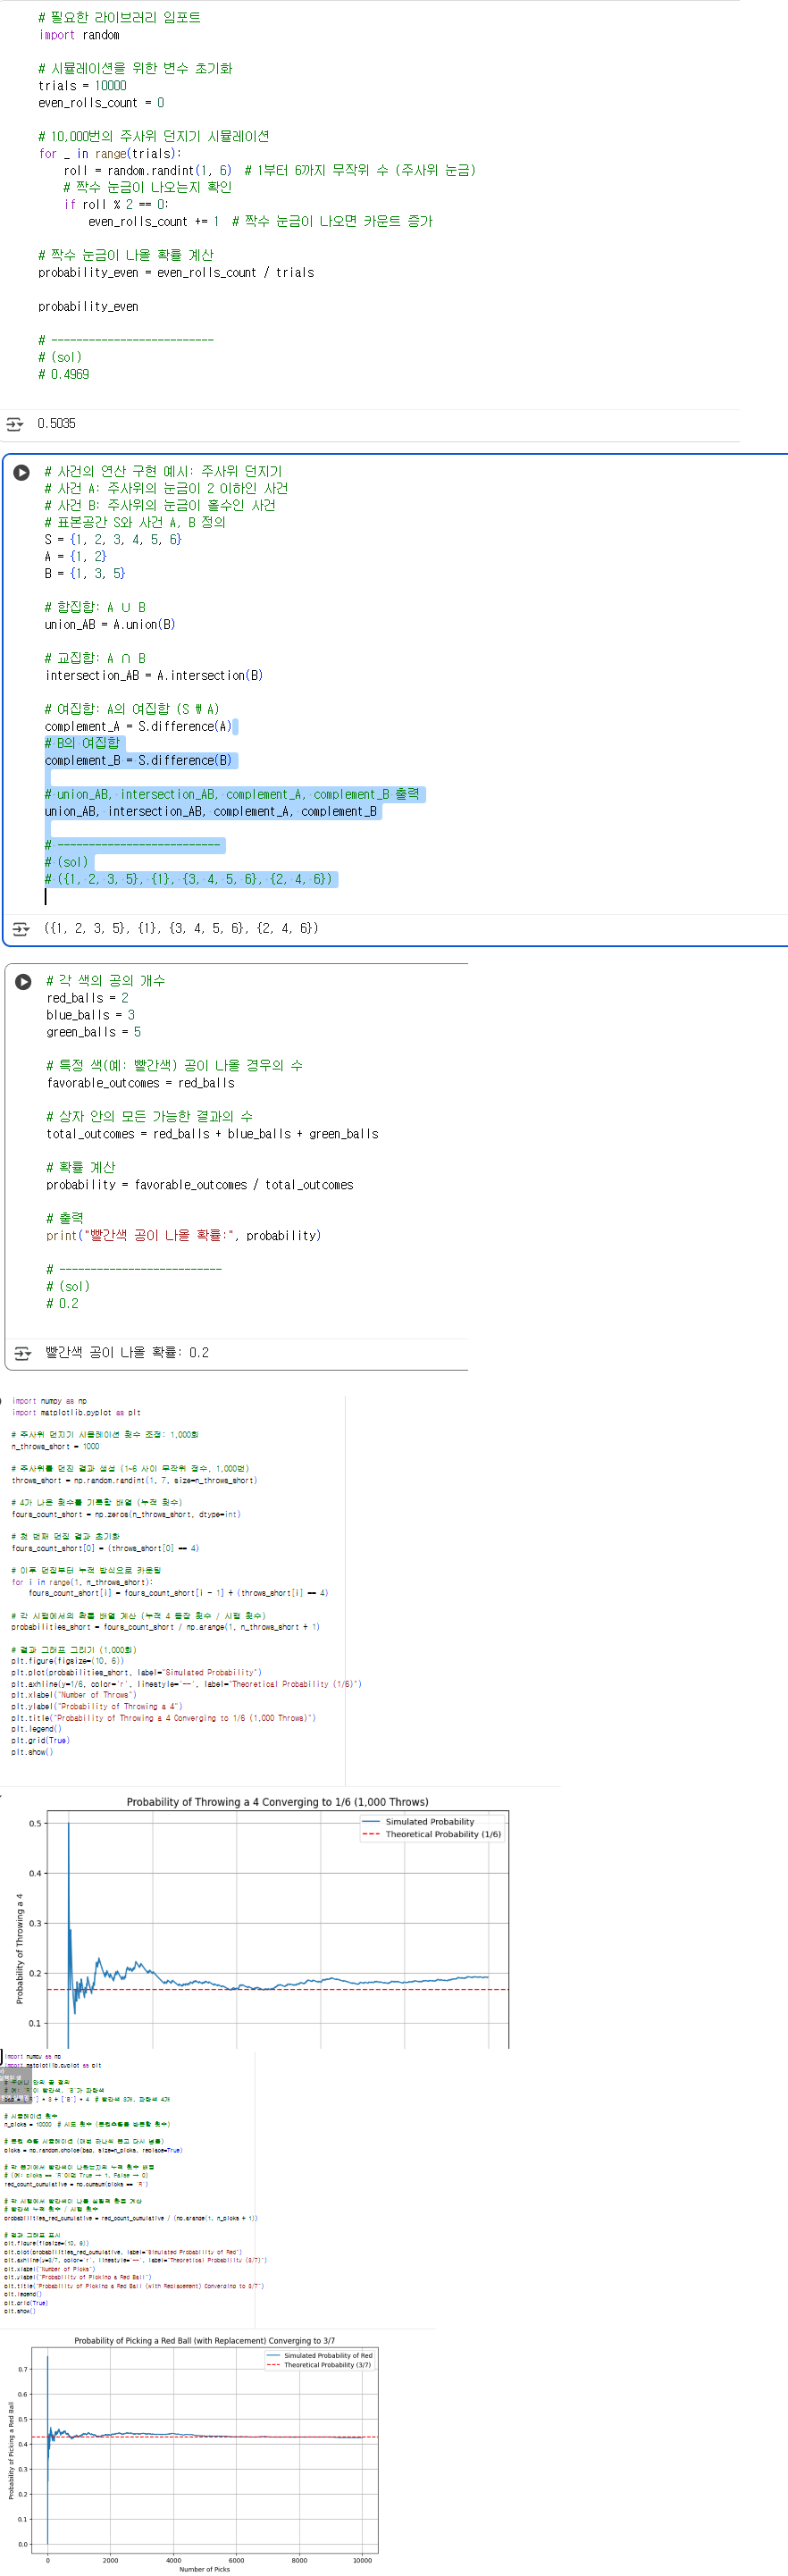 # 필요한 라이브러리 임포트
import random
# 시뮬레이션을 위한 변수 초기화
trials = 10000
even_rolls_count = 0
# 10,000번의 주사위 던지기 시뮬레이션
for _ in range(trials):
roll = random.randint(1, 6)  # 1부터 6까지 무작위 수 (주사위 눈금)
# 짝수 눈금이 나오는지 확인
if roll % 2 == 0:
even_rolls_count += 1  # 짝수 눈금이 나오면 카운트 증가
# 짝수 눈금이 나올 확률 계산
probability_even = even_rolls_count / trials
probability_even
# --------------------------
# (sol)
# 0.4969
0.5035
# 사건의 연산 구현 예시: 주사위 던지기
# 사건 A: 주사위의 눈금이 2 이하인 사건
# 사건 B: 주사위의 눈금이 홀수인 사건
# 표본공간 S와 사건 A, B 정의
S = {1, 2, 3, 4, 5, 6}
A = {1, 2}
B = {1, 3, 5}
# 합집합: A ∪ B
union_AB = A.union(B)
# 교집합: A ∩ B
intersection_AB = A.intersection(B)
# 여집합: A의 여집합 (S ₩ A)
complement_A = S.difference(A)
# B의 여집합
complement_B = S.difference(B)
# union_AB, intersection_AB, complement_A, complement_B 출력
union_AB, intersection_AB, complement_A, complement_B
# --------------------------
# (sol)
# ({1, 2, 3, 5}, {1}, {3, 4, 5, 6}, {2, 4, 6})
({1, 2, 3, 5}, {1}, {3, 4, 5, 6}, {2, 4, 6})
# 각 색의 공의 개수
red_balls = 2
blue_balls = 3
green_balls = 5
# 특정 색(예: 빨간색) 공이 나올 경우의 수
favorable_outcomes = red_balls
# 상자 안의 모든 가능한 결과의 수
total_outcomes = red_balls + blue_balls + green_balls
# 확률 계산
probability = favorable_outcomes / total_outcomes
# 출력
print("빨간색 공이 나올 확률:", probability)
# --------------------------
# (sol)
# 0.2
빨간색 공이 나올 확률: 0.2
import numpy as np
import matplotlib.pyplot as plt
# 주사위 던지기 시뮬레이션 횟수 조정: 1,000회
n_throws_short = 1000
# 주사위를 던진 결과 생성 (1~6 사이 무작위 정수, 1,000번)
throws_short = np.random.randint(1, 7, size=n_throws_short)
# 4가 나온 횟수를 기록할 배열 (누적 횟수)
fours_count_short = np.zeros(n_throws_short, dtype=int)
# 첫 번째 던짐 결과 초기화
fours_count_short[0] = (throws_short[0] == 4)
# 이후 던짐부터 누적 방식으로 카운팅
for i in range(1, n_throws_short):
fours_count_short[i] = fours_count_short[i - 1] + (throws_short[i] == 4)
# 각 시점에서의 확률 배열 계산 (누적 4 등장 횟수 / 시행 횟수)
probabilities_short = fours_count_short / np.arange(1, n_throws_short + 1)
# 결과 그래프 그리기 (1,000회)
plt.figure(figsize=(10, 6))
plt.plot(probabilities_short, label="Simulated Probability")
plt.axhline(y=1/6, color='r', linestyle='--', label="Theoretical Probability (1/6)")
plt.xlabel("Number of Throws")
plt.ylabel("Probability of Throwing a 4")
plt.title("Probability of Throwing a 4 Converging to 1/6 (1,000 Throws)")
plt.legend()
plt.grid(True)
plt.show()
Probability of Throwing a 4 Converging to 1/6 (1,000 Throws)
Simulated Probability
Theoretical Probability (1/6)
0.5
0.4
0.3
0.2
0.1
Probability of Throwing a 4
import numpy as np
import matplotlib.pyplot as plt
# 시뮬레이션 횟수
n_picks = 10000
picks = np.random.choice(bag, size=n_picks, replace=True)
red_count_cumulative = np.cumsum(picks == 'R')
# 빨간색 누적 횟수 / 시행 횟수
probabilities_red_cumulative = red_count_cumulative / (np.arange(1, n_picks + 1))
# 결과 그래프 표시
plt.figure(figsize=(10, 6))
plt.plot(probabilities_red_cumulative, label="Simulated Probability of Red")
plt.axhline(y=3/7, color='r', linestyle='--', label="Theoretical Probability (3/7)")
plt.xlabel("Number of Picks")
plt.ylabel("Probability of Picking a Red Ball")
plt.title("Probability of Picking a Red Ball (with Replacement) Converging to 3/7")
plt.legend()
plt.grid(True)
plt.show()
Probability of Picking a Red Ball (with Replacement) Converging to 3/7
Simulated Probability of Red
Theoretical Probability (3/7)
0.7
0.6
0.5
0.4
0.3
0.2
0.1
0.0
Probability of Picking a Red Ball
0 2000 4000 6000 8000 10000
Number of Picks